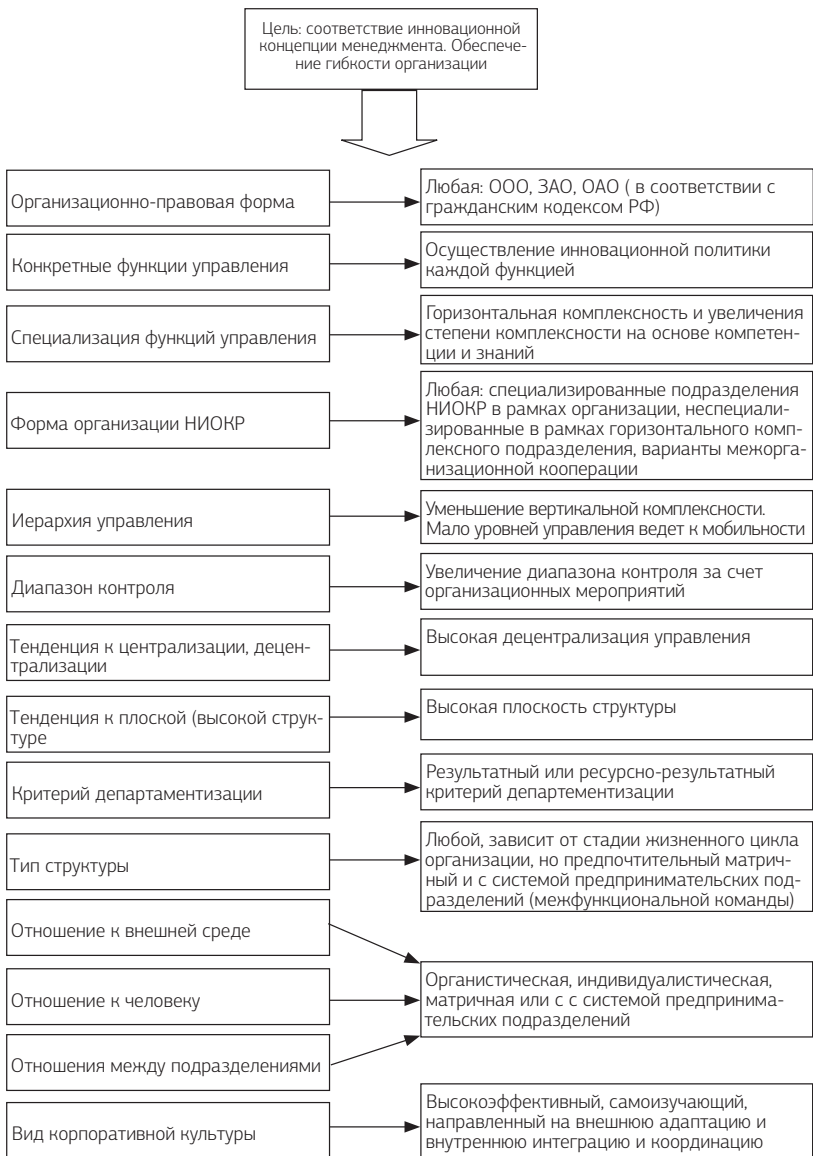 Цель: соответствие инновационной
концепции менеджмента. Обеспече-
ние гибкости организации
Организационно-правовая форма
Любая: ООО, ЗАО, ОАО ( в соответствии с
гражданским кодексом РФ)
Конкретные функции управления
Осуществление инновационной политики
каждой функцией
Специализация функций управления
Горизонтальная комплексность и увеличения
степени комплексности на основе компетен-
ции и знаний
Форма организации НИОКР
Любая: специализированные подразделения
НИОКР в рамках организации, неспециали-
зированные в рамках горизонтального комп-
лексного подразделения, варианты межорга-
низационной кооперации
Иерархия управления
Уменьшение вертикальной комплексности.
Мало уровней управления ведет к мобильности
Диапазон контроля
Увеличение диапазона контроля за счет
организационных мероприятий
Тенденция к централизации, децен-
трализации
Высокая децентрализация управления
Тенденция к плоской (высокой струк-
туре
Высокая плоскость структуры
Критерий департаментизации
Результатный или ресурсно-результатный
критерий департементизации
Тип структуры
Любой, зависит от стадии жизненного цикла
организации, но предпочтительный матрич-
ный и с системой предпринимательских под-
разделений (межфункциональной команды)
Отношение к внешней среде
Отношение к человеку
Отношения между подразделениями
Органистическая, индивидуалистическая,
матричная или с с системой предпринима-
тельских подразделений
Вид корпоративной культуры
Высокоэффективный, самоизучающий,
направленный на внешнюю адаптацию и
внутреннюю интеграцию и координацию